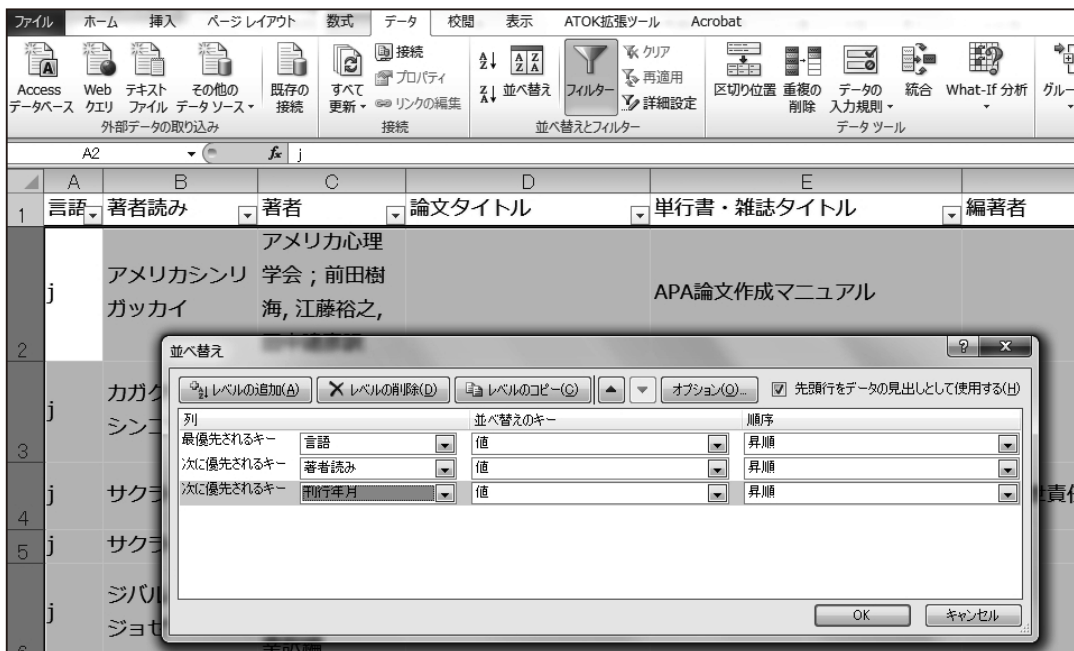 ファイル ホーム 挿入 ページ レイアウト 数式 データ 校閲 表示 ATOK拡張ツール Acrobat
Access データベース
Web クエリ
テキスト ファイル
その他の データ ソース
既存の 接続
外部データの取り込み
すべて 更新
接続
プロパティ
リンクの編集
接続
並べ替え
フィルター
クリア
再適用
詳細設定
並べ替えとフィルター
区切り位置
重複の 削除
データの 入力規則
統合
What-If 分析
データ ツール
グルー
A2 fx j
A B C D E
1 言語 著者読み 著者 論文タイトル 単行書・雑誌タイトル 編著者
2 j アメリカシンリ
ガッカイ
アメリカ心理
学会；前田樹
海, 江藤裕之,
APA論文作成マニュアル
3 j カガク
シンコ
4 j サクラ
5 j サクラ
j ジバル
ジョセ
並べ替え
レベルの追加(A) レベルの削除(D) レベルのコピー(C) オプション(O)... 先頭行をデータの見出しとして使用する(H)
列 並べ替えのキー 順序
最優先されるキー 言語 値 昇順
次に優先されるキー 著者読み 値 昇順
次に優先されるキー 刊行年月 値 昇順
OK キャンセル